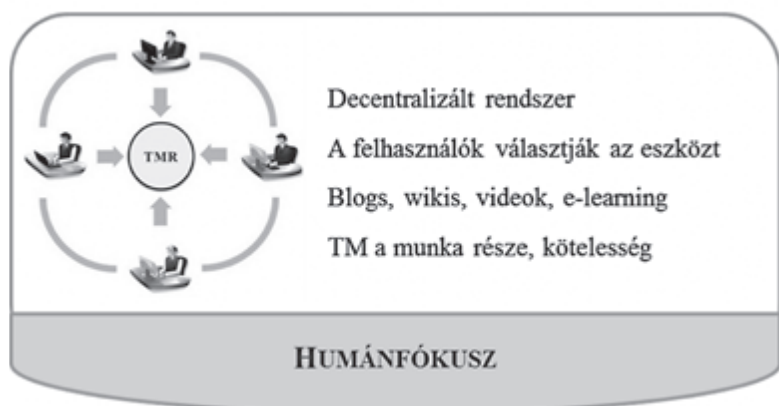 TMR
Decentralizált rendszer
A felhasználók választják az eszközt
Blogs, wikis, videok, e-learning
TM a munka része, kötelesség
HUMÁNFÓKUSZ